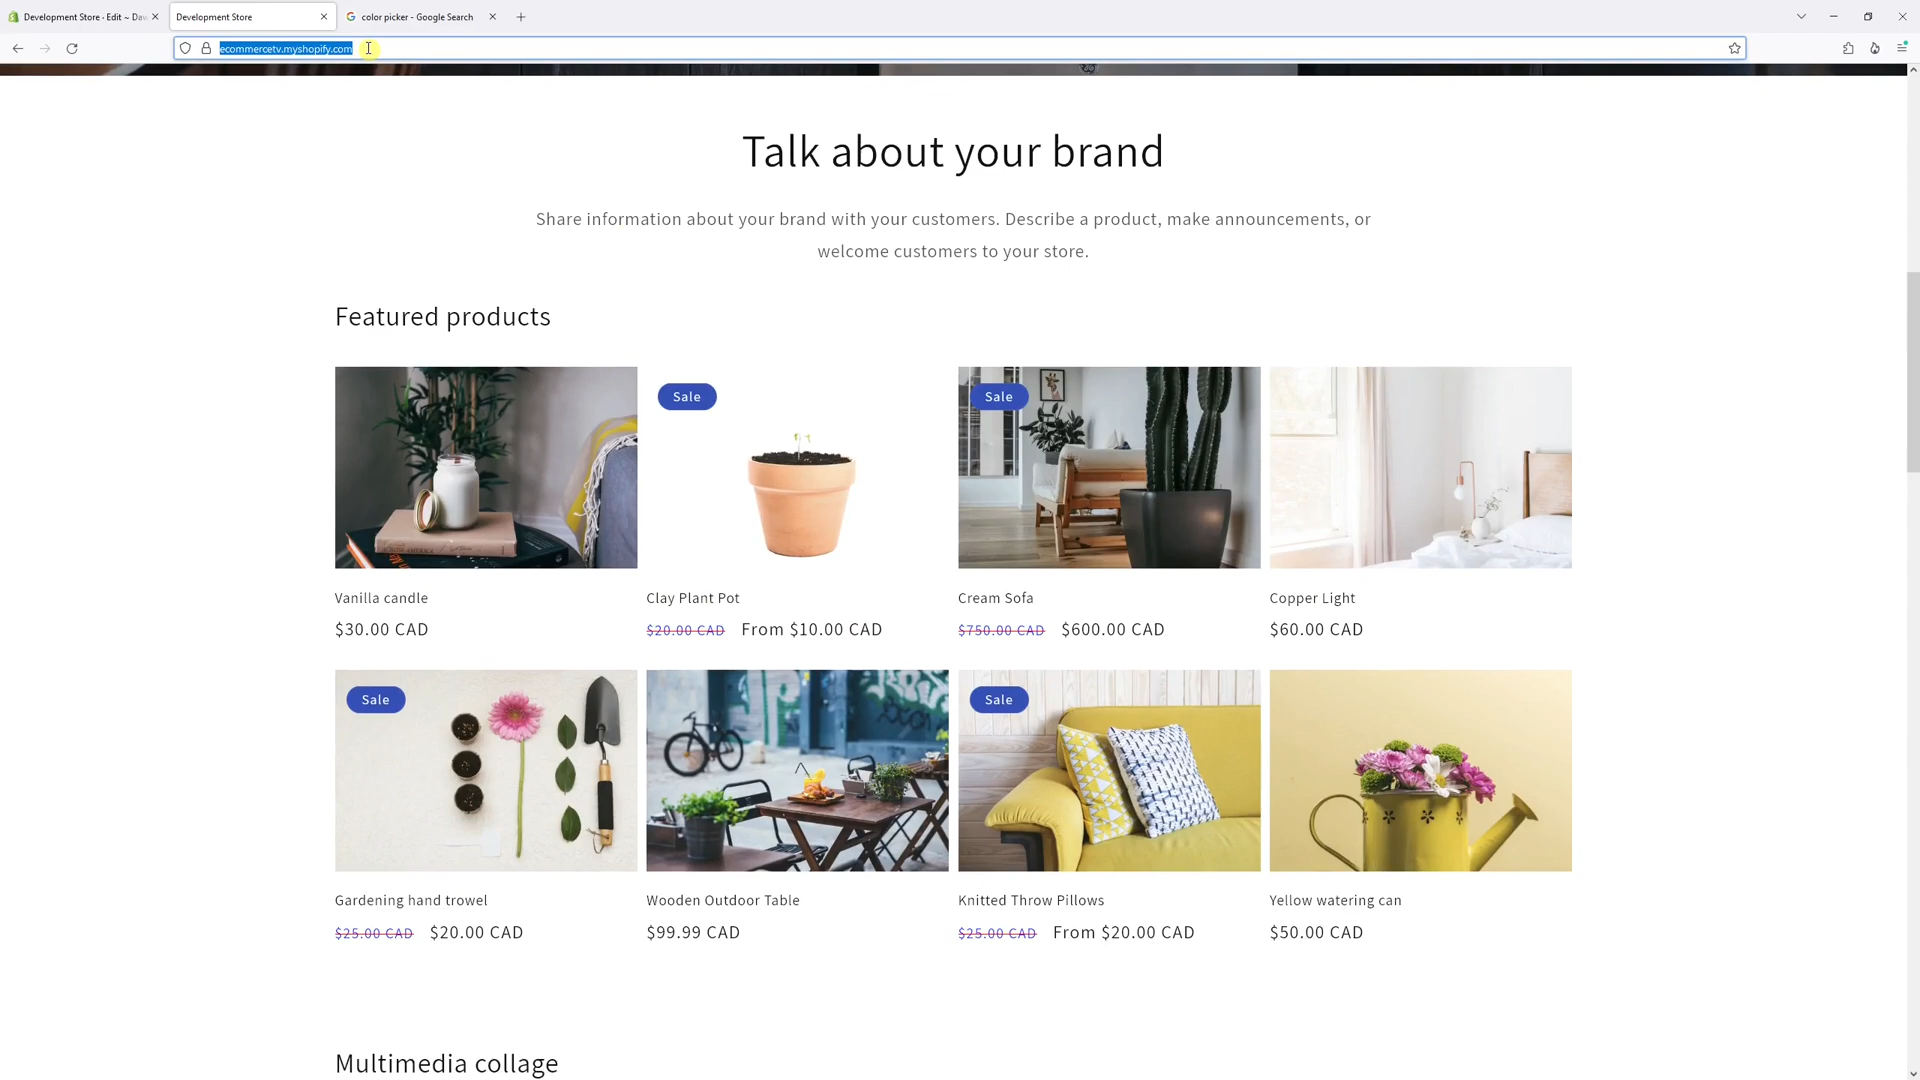 Development Store · Edit ~ Da
Development Store
color picker - Google Search
ecommercetv.myshopify.com
Talk about your brand
Share information about your brand with your customers. Describe a product, make announcements, or
welcome customers to your store.
Featured products
Sale
Sale
Vanilla candle
Clay Plant Pot
Cream Sofa
Copper Light
$30.00 CAD
$20.00 CAD From $10.00 CAD
$750.00 CAD $600.00 CAD
$60.00 CAD
Sale
Sale
Gardening hand trowel
Wooden Outdoor Table
Knitted Throw Pillows
Yellow watering can
$25.00 CAD $20.00 CAD
$99.99 CAD
$25.00 CAD From $20.00 CAD
$50.00 CAD
Multimedia collage